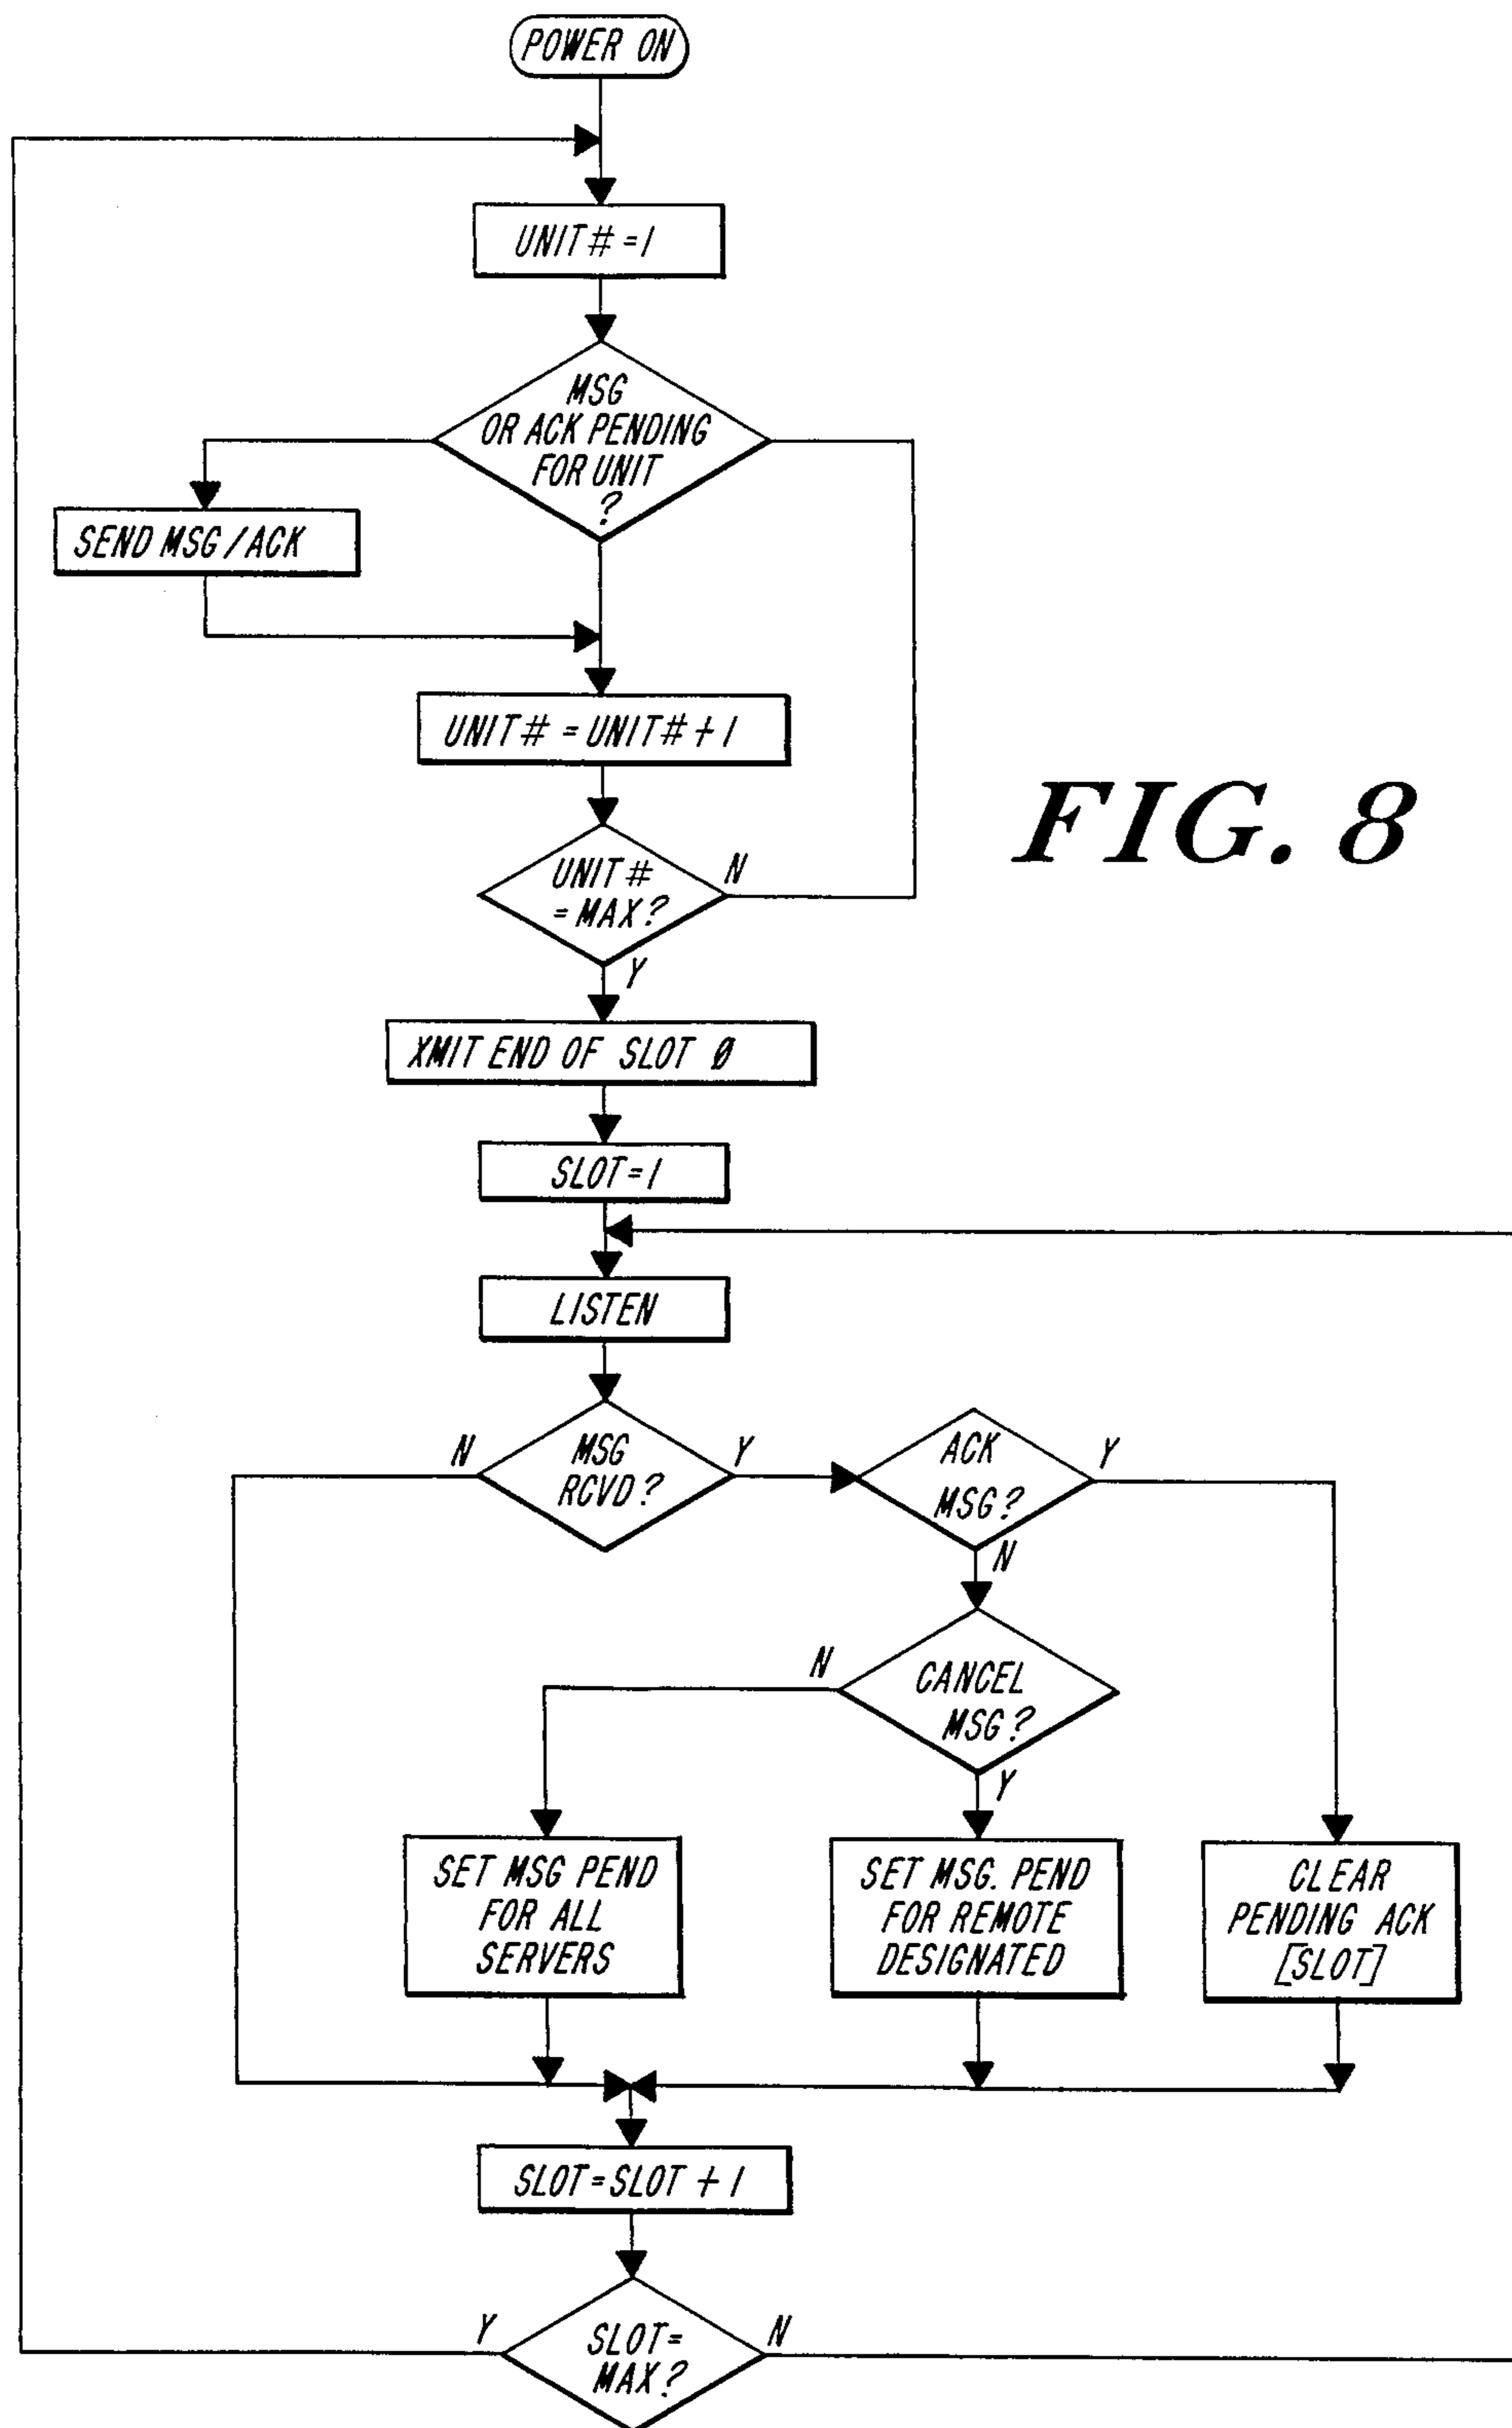 POWER ON
UNIT# =1
MSG
OR ACK PENDING
FOR UNIT
?
SEND MSG/ACK
UNIT# = UNIT# + 1
UNIT#
= MAX?
N
Y
FIG. 8
XMIT END OF SLOT Ø
SLOT=1
LISTEN
N
MSG
RCVD?
Y
ACK
MSG?
Y
N
N
CANCEL
MSG?
Y
SET MSG PEND
FOR ALL
SERVERS
SET MSG. PEND
FOR REMOTE
DESIGNATED
CLEAR
PENDING ACK
[SLOT]
SLOT=SLOT + 1
Y
SLOT=
MAX?
N